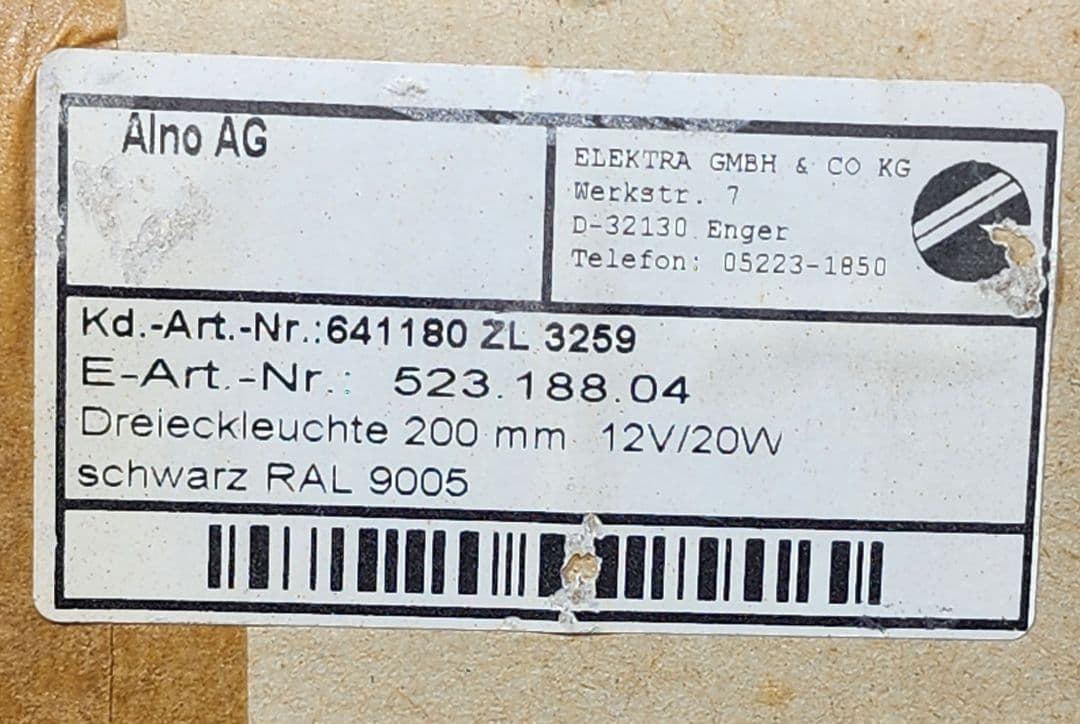 Alno AG
ELEKTRA GMBH & CO KG
Werkstr. 7
D-32130 Enger
Telefon: 05223-1850
Kd.-Art.-Nr.:641180 ZL 3259
E-Art.-Nr.: 523.188.04
Dreieckleuchte 200 mm 12V/20W
schwarz RAL 9005